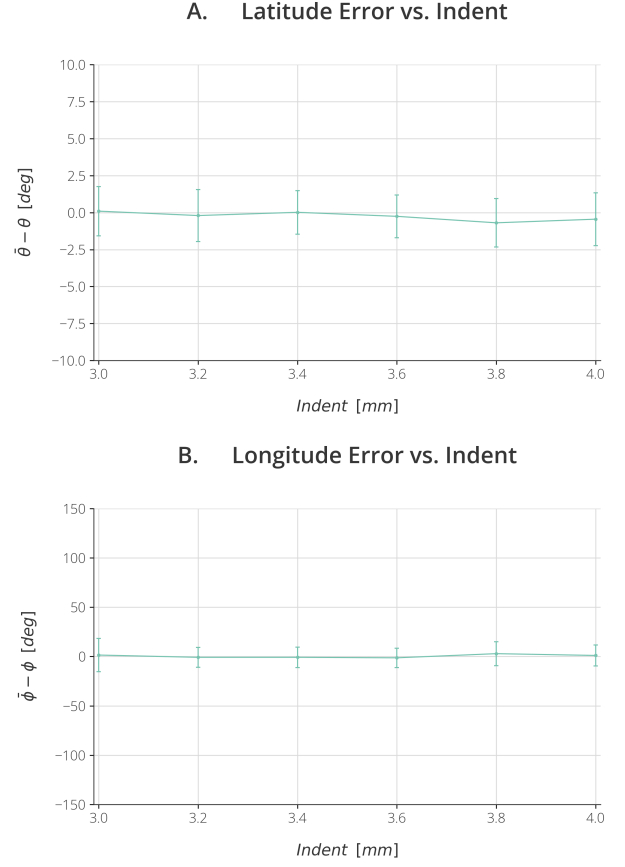 A. Latitude Error vs. Indent
10.0
7.5
5.0
2.5
0.0
−2.5
−5.0
−7.5
−10.0
θ̄ − θ [deg]
3.0 3.2 3.4 3.6 3.8 4.0
Indent [mm]
B. Longitude Error vs. Indent
150
100
50
0
−50
−100
−150
ϕ̄ − ϕ [deg]
3.0 3.2 3.4 3.6 3.8 4.0
Indent [mm]